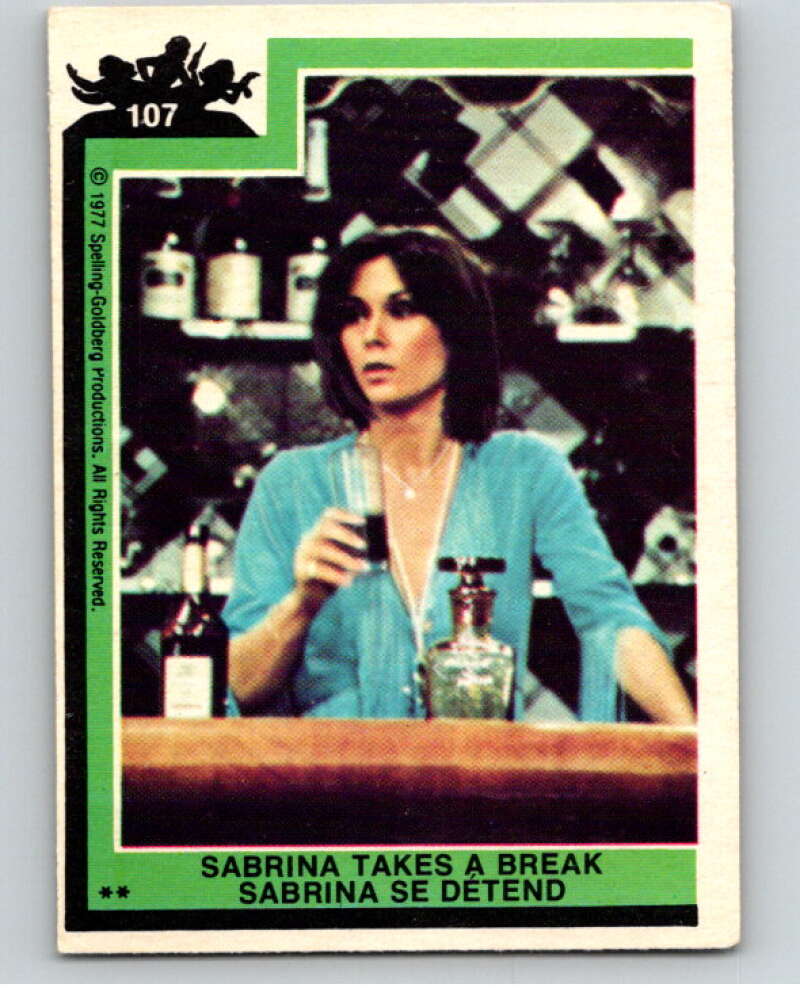 107
© 1977 Spelling-Goldberg Productions. All Rights Reserved.
SABRINA TAKES A BREAK
SABRINA SE DÉTEND
**